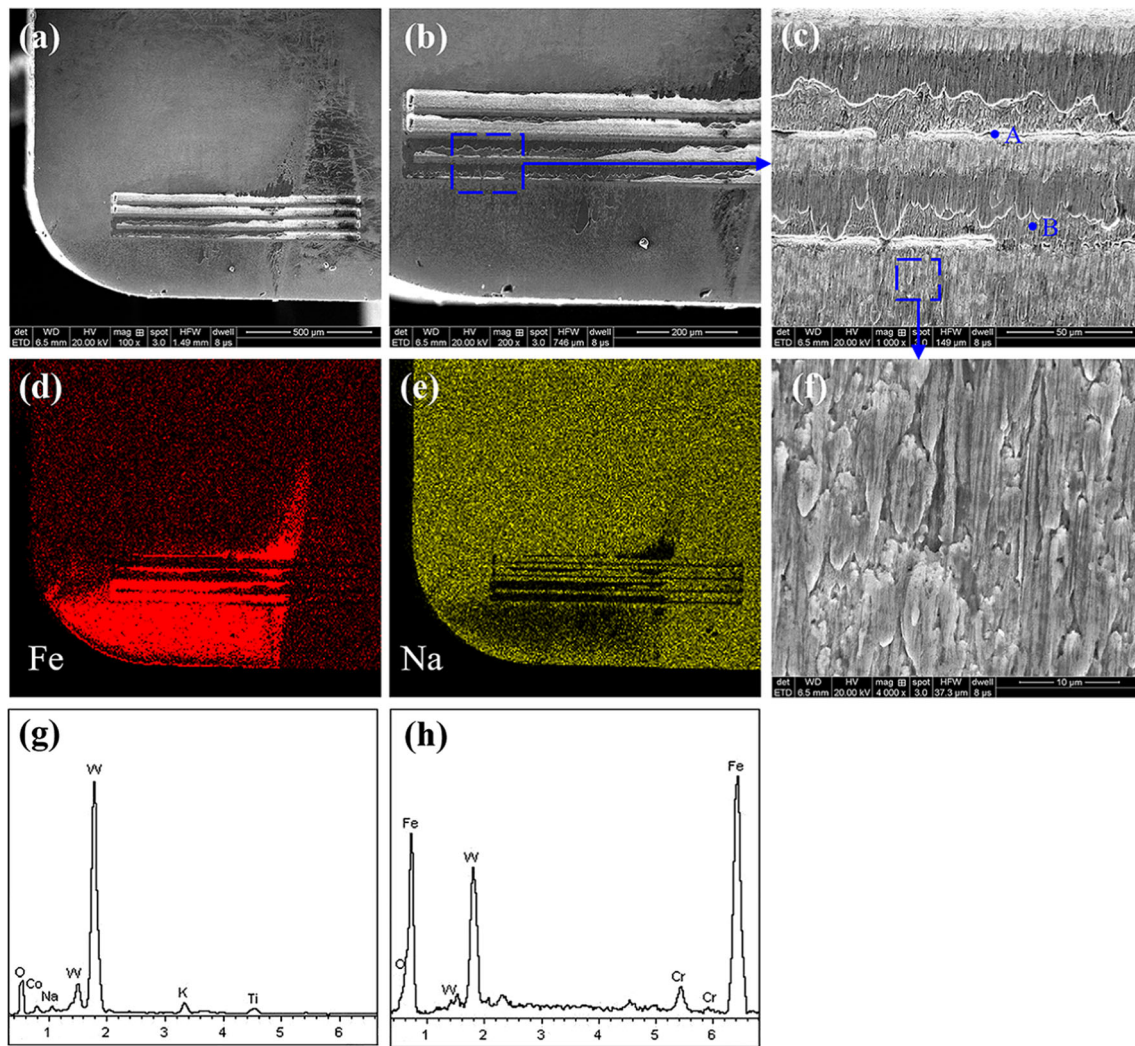 (a)
det WD HV mag ⊞ spot HFW dwell 500 µm
ETD 6.5 mm 20.00 kV 100 x 3.0 1.49 mm 8 µs
(b)
det WD HV mag ⊞ spot HFW dwell 200 µm
ETD 6.5 mm 20.00 kV 200 x 3.0 746 µm 8 µs
(c)
A
B
det WD HV mag ⊞ spot HFW dwell 50 µm
ETD 6.5 mm 20.00 kV 1 000 x 3.0 149 µm 8 µs
(d)
Fe
(e)
Na
(f)
det WD HV mag ⊞ spot HFW dwell 10 µm
ETD 6.5 mm 20.00 kV 4 000 x 3.0 37.3 µm 8 µs
(g)
W
O Co Na W K Ti
1 2 3 4 5 6
(h)
Fe
Fe
W
O W Cr Cr
1 2 3 4 5 6